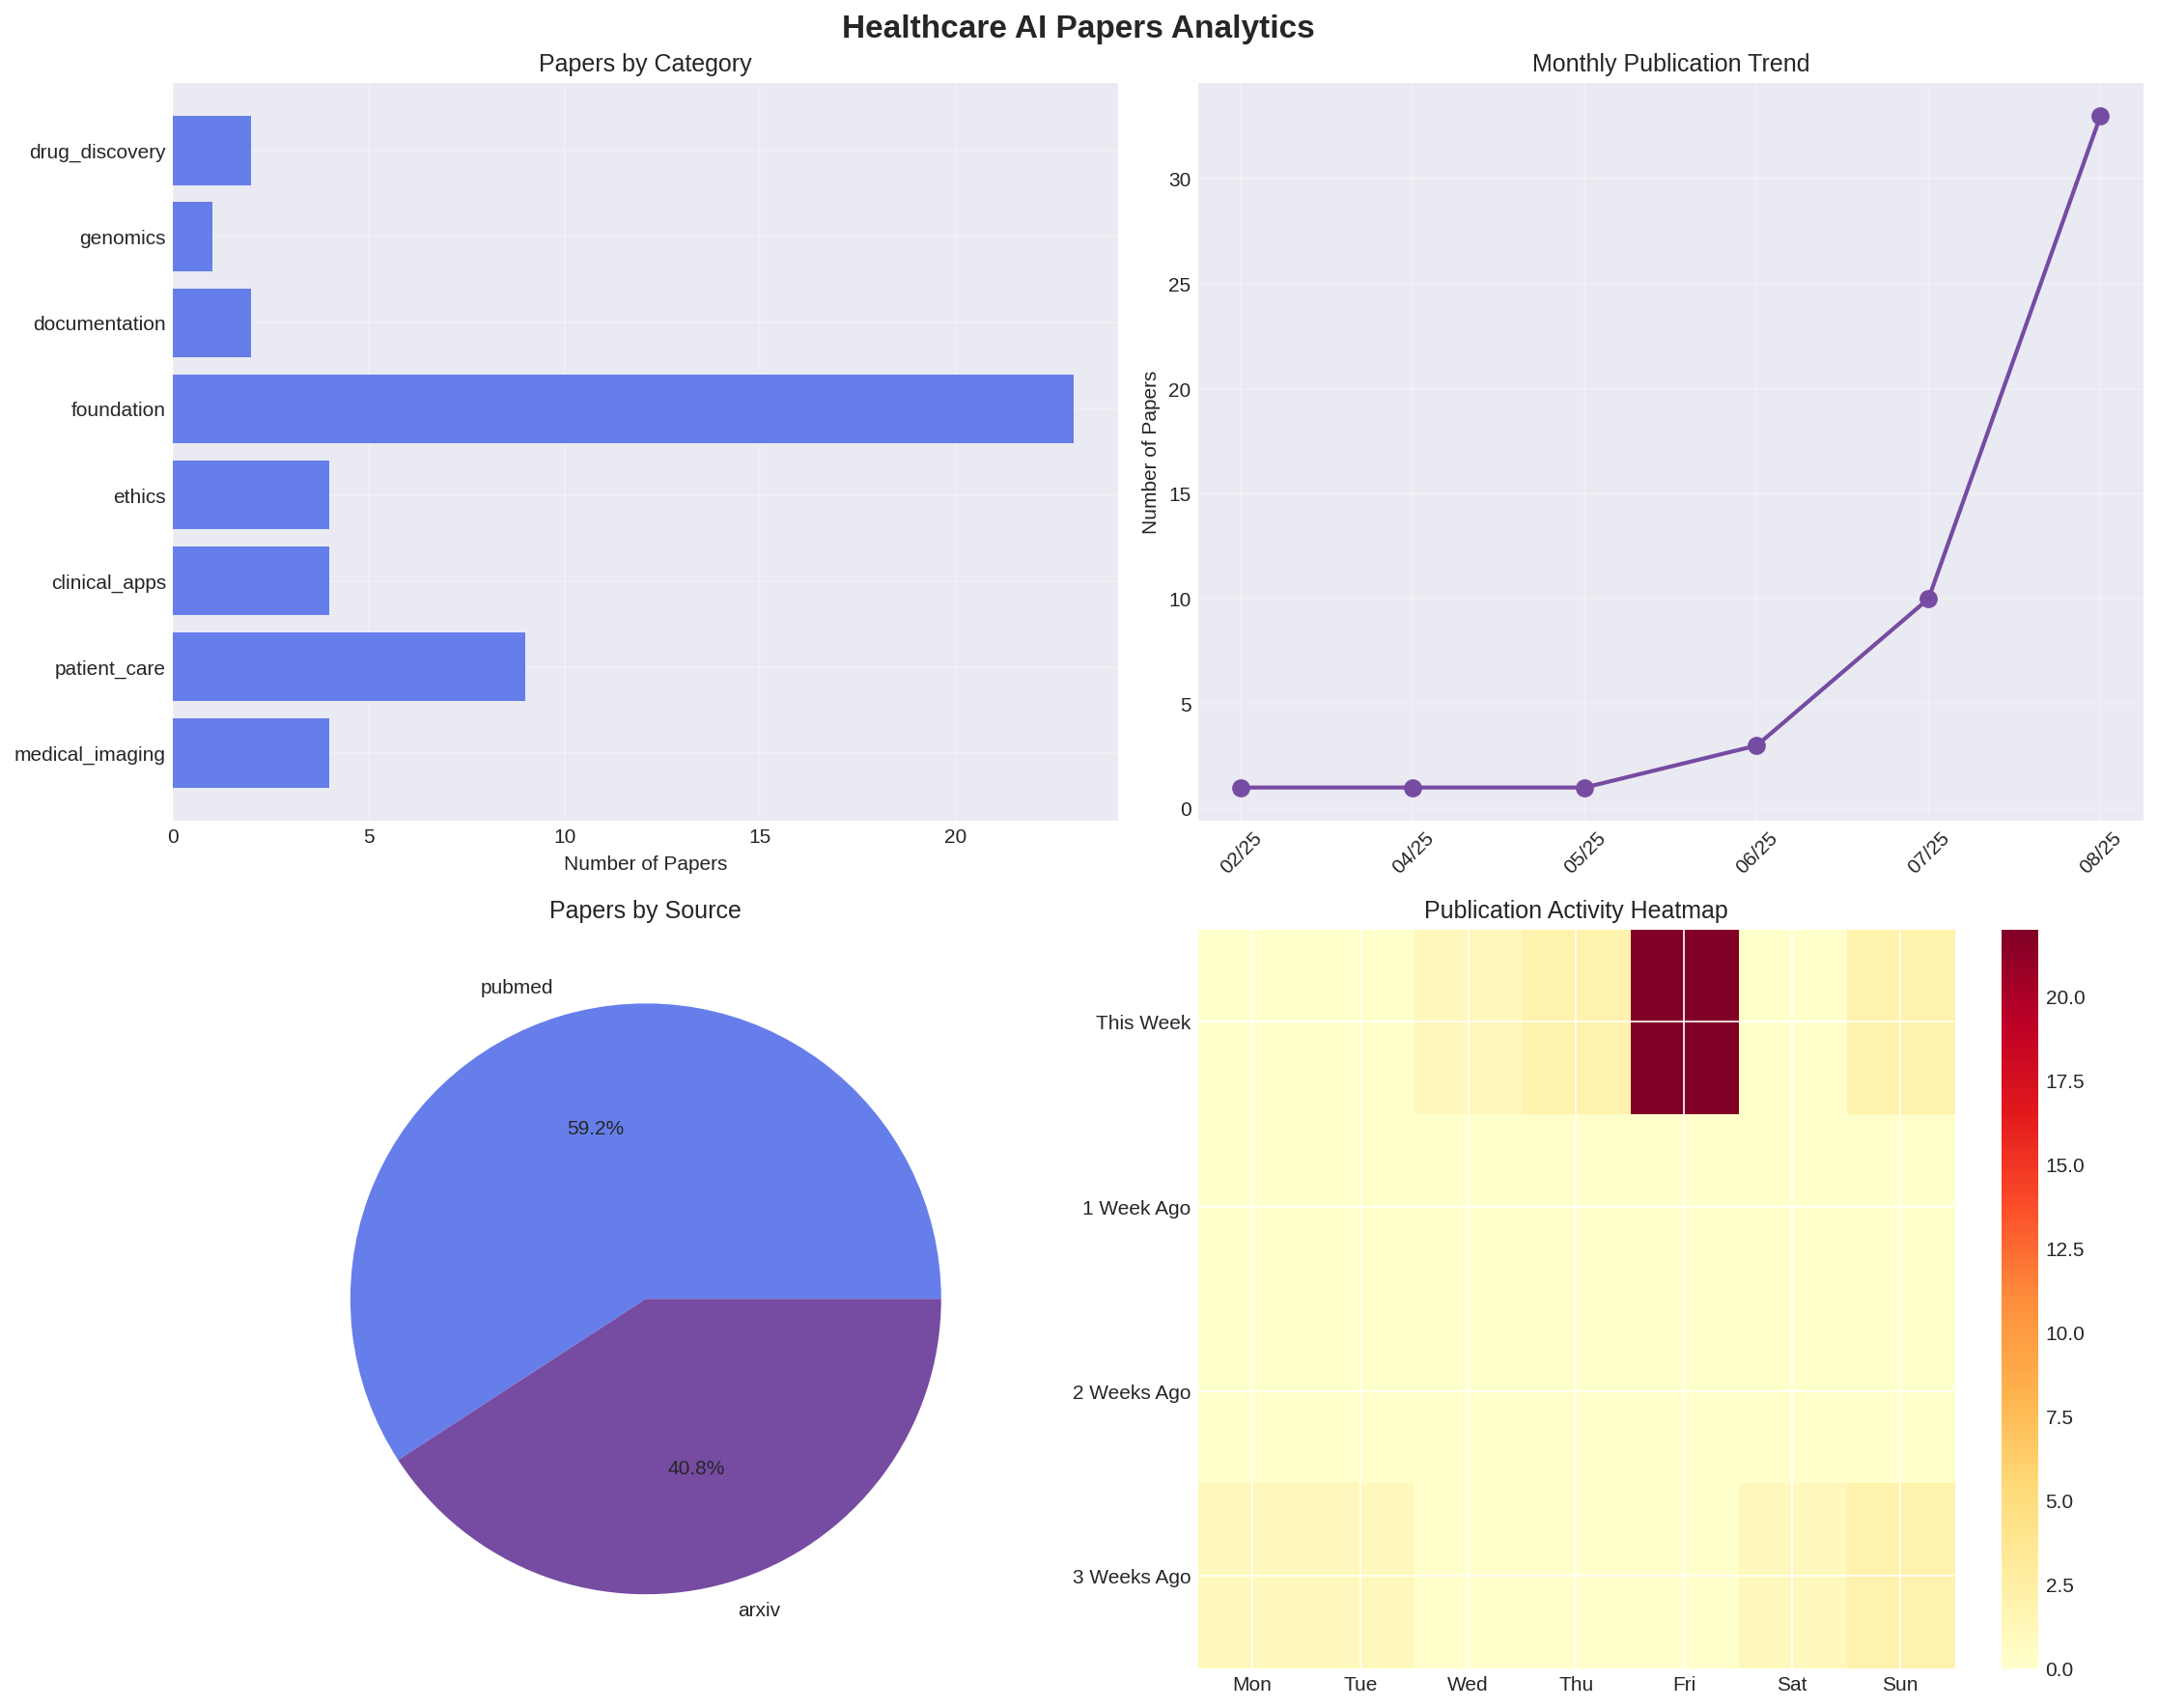 Healthcare AI Papers Analytics
Papers by Category
drug_discovery
genomics
documentation
foundation
ethics
clinical_apps
patient_care
medical_imaging
0 5 10 15 20
Number of Papers
Monthly Publication Trend
Number of Papers
30
25
20
15
10
5
0
02/25 04/25 05/25 06/25 07/25 08/25
Papers by Source
pubmed
59.2%
40.8%
arxiv
Publication Activity Heatmap
This Week
1 Week Ago
2 Weeks Ago
3 Weeks Ago
Mon Tue Wed Thu Fri Sat Sun
20.0
17.5
15.0
12.5
10.0
7.5
5.0
2.5
0.0